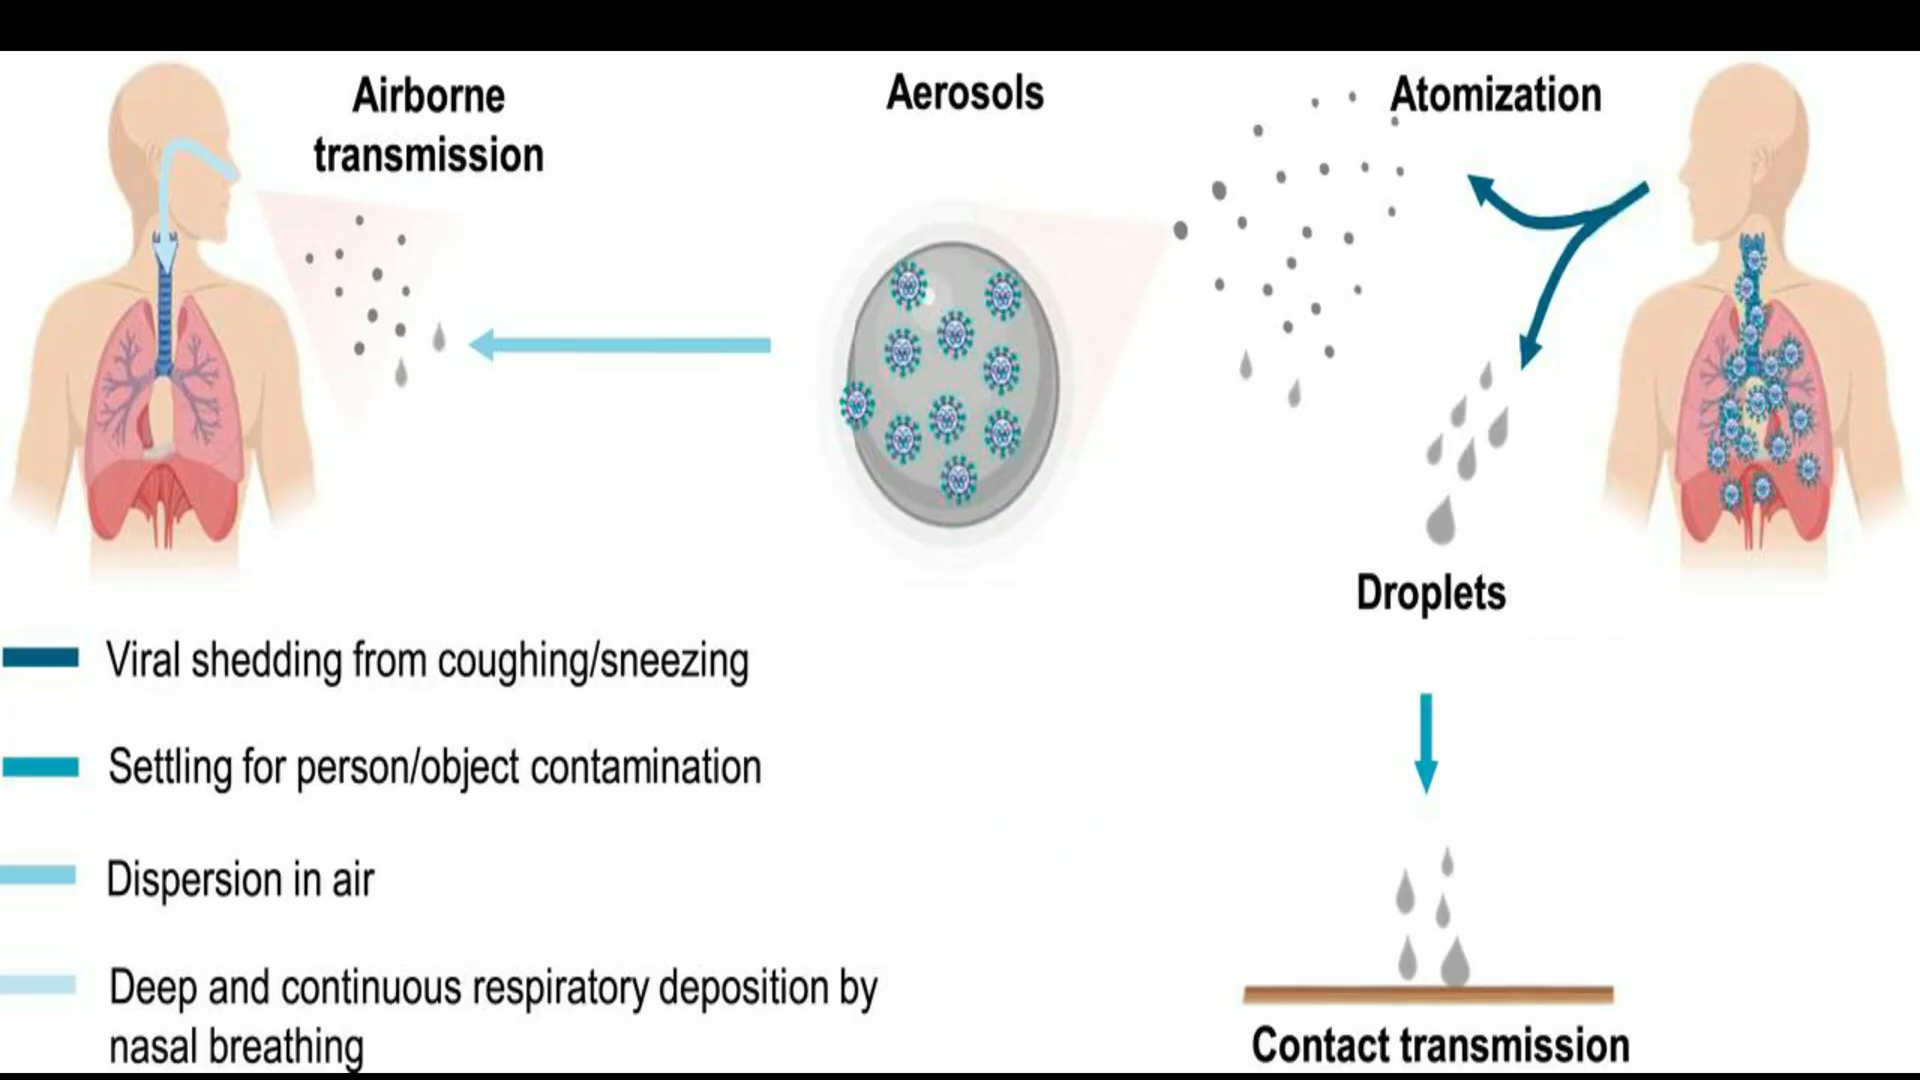 Airborne
transmission
Aerosols
Atomization
Droplets
Viral shedding from coughing/sneezing
Settling for person/object contamination
Dispersion in air
Deep and continuous respiratory deposition by
nasal breathing
Contact transmission